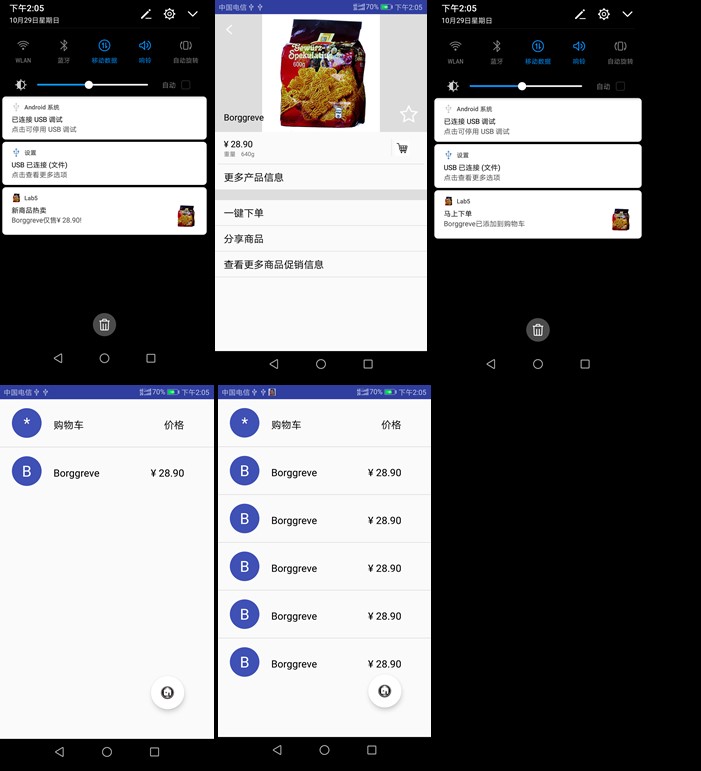 下午2:05
10月29日星期日
WLAN
蓝牙
移动数据
响铃
自动旋转
自动
Android 系统
已连接 USB 调试
点击可停用 USB 调试
设置
USB 已连接 (文件)
点击查看更多选项
Lab5
新商品热卖
Borggreve仅售¥ 28.90!
中国电信
70%
下午2:05
Gewürz-
Spekulatius
600g
Borggreve
¥ 28.90
重量 640g
更多产品信息
一键下单
分享商品
查看更多商品促销信息
下午2:05
10月29日星期日
WLAN
蓝牙
移动数据
响铃
自动旋转
自动
Android 系统
已连接 USB 调试
点击可停用 USB 调试
设置
USB 已连接 (文件)
点击查看更多选项
Lab5
马上下单
Borggreve已添加到购物车
中国电信
70%
下午2:05
* 购物车 价格
B Borggreve ¥ 28.90
中国电信
70%
下午2:05
* 购物车 价格
B Borggreve ¥ 28.90
B Borggreve ¥ 28.90
B Borggreve ¥ 28.90
B Borggreve ¥ 28.90
B Borggreve ¥ 28.90